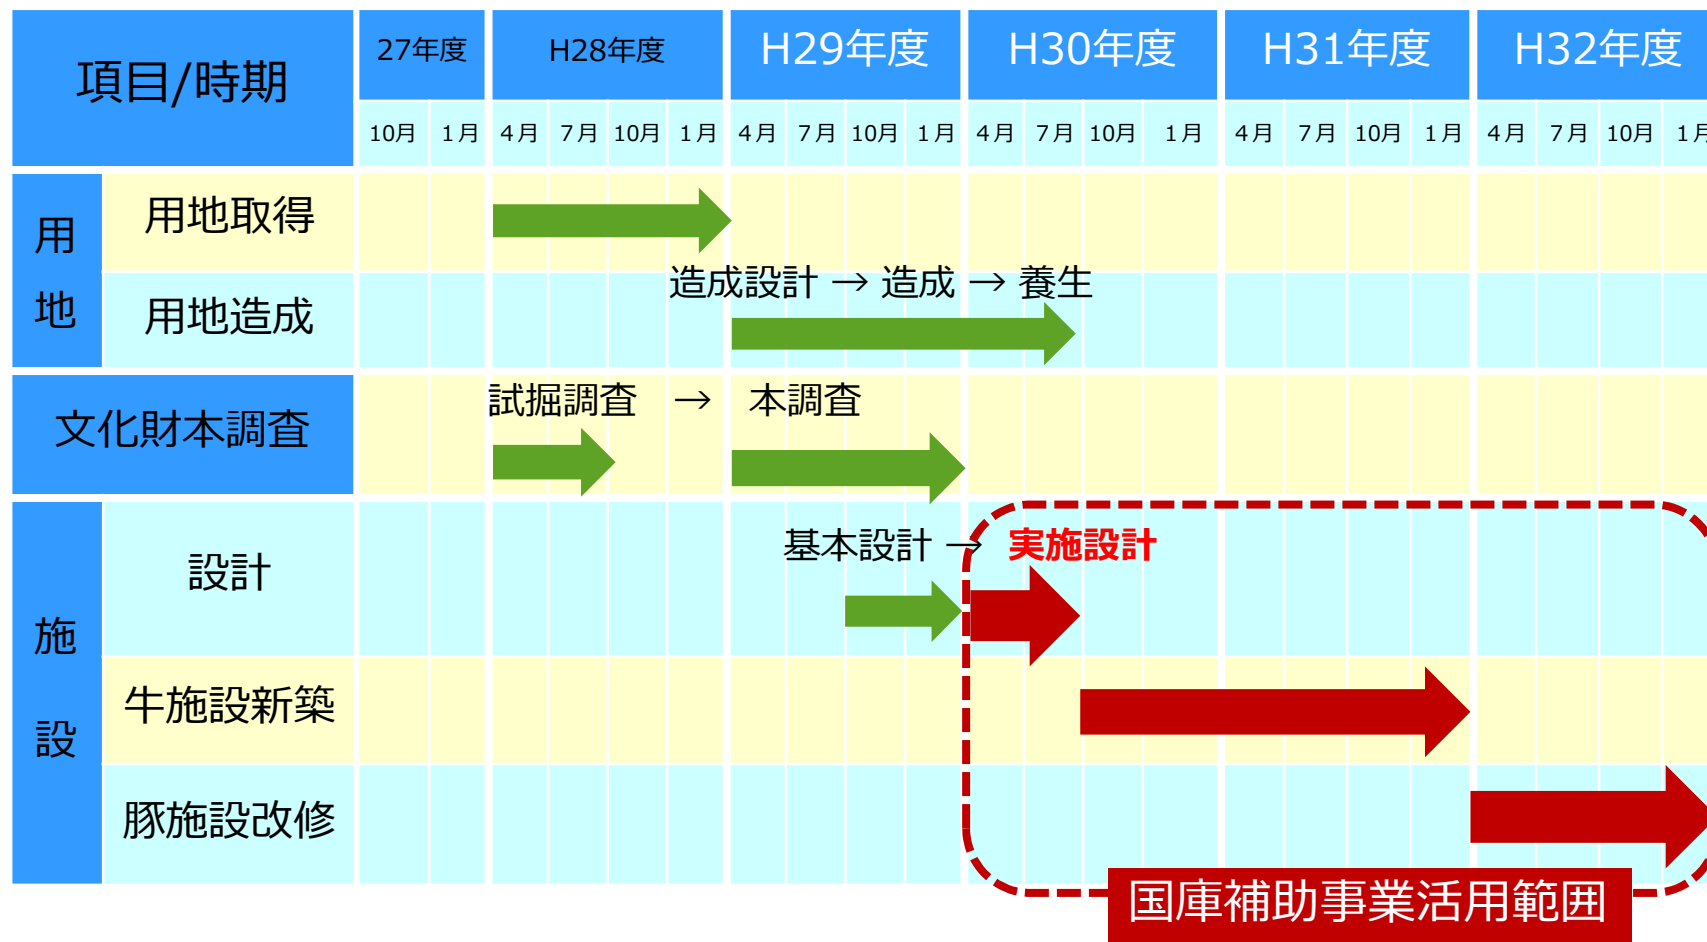 項目/時期
27年度 H28年度 H29年度 H30年度 H31年度 H32年度
10月 1月 4月 7月 10月 1月 4月 7月 10月 1月 4月 7月 10月 1月 4月 7月 10月 1月 4月 7月 10月 1月
用地
用地取得
造成設計 → 造成 → 養生
用地造成
試掘調査 → 本調査
文化財本調査
基本設計 → 実施設計
施設
設計
牛施設新築
豚施設改修
国庫補助事業活用範囲